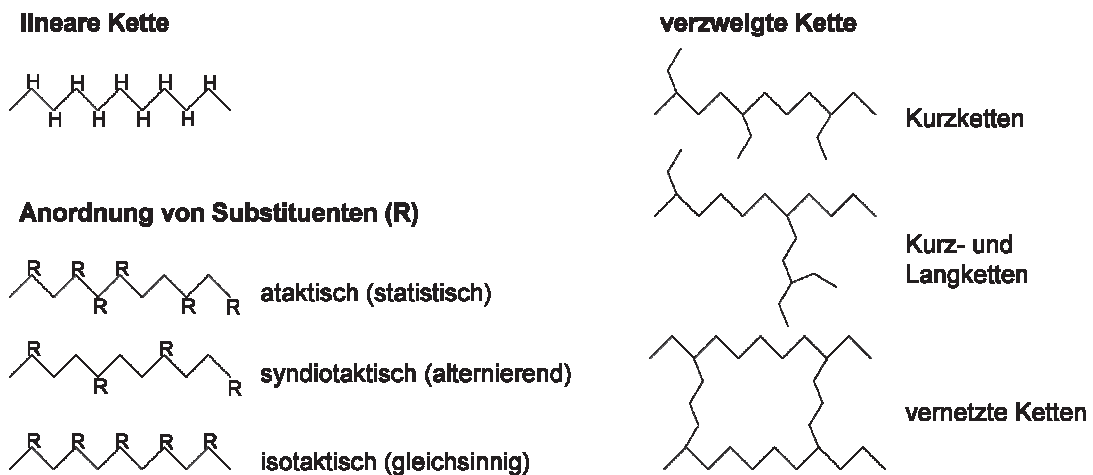 lineare Kette
H H H H H
H H H H
Anordnung von Substituenten (R)
R R R
R R R
ataktisch (statistisch)
R R
R R
syndiotaktisch (alternierend)
R R R R R
isotaktisch (gleichsinnig)
verzweigte Kette
Kurzketten
Kurz- und
Langketten
vernetzte Ketten